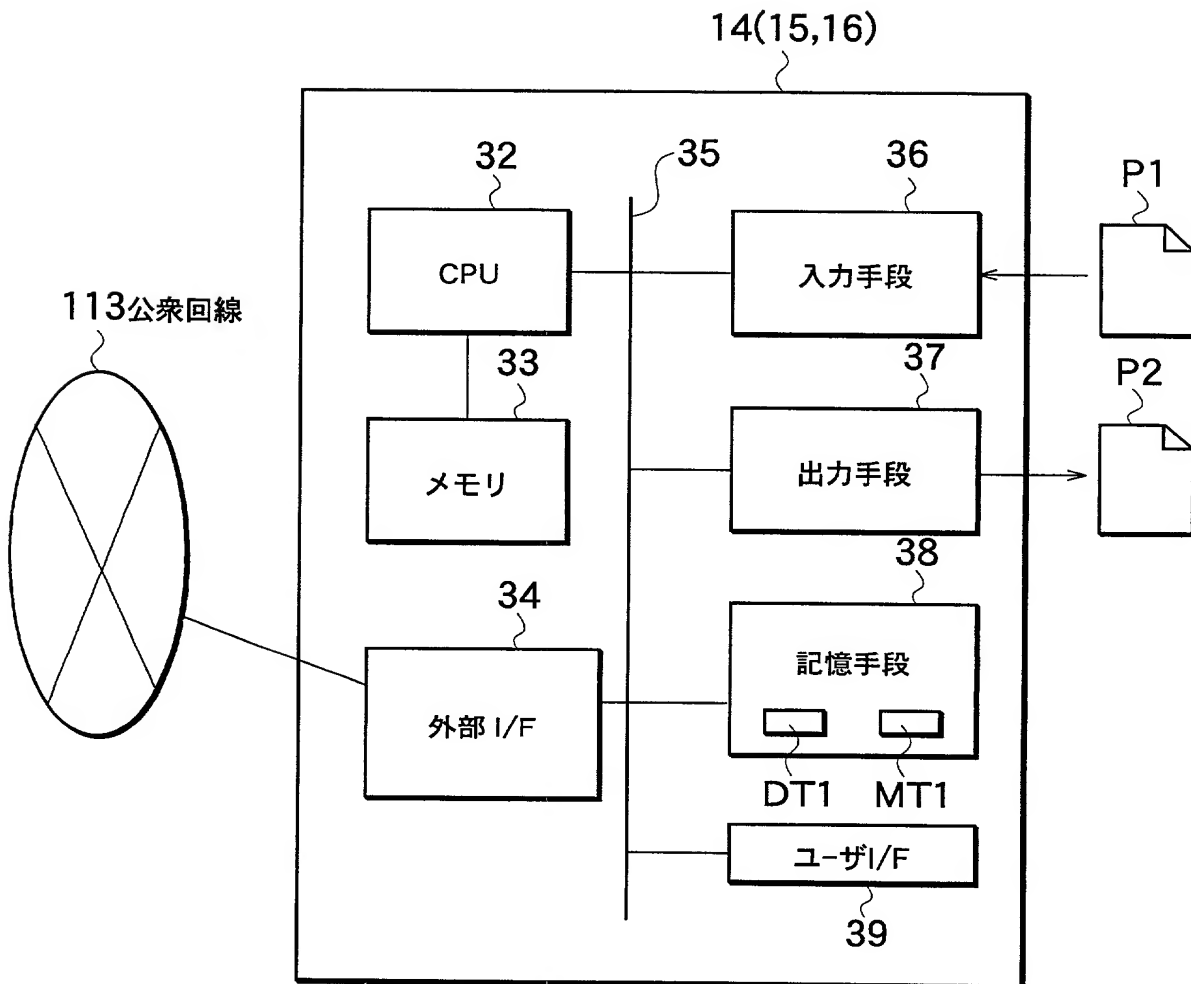 14(15,16)
32
35
36
P1
CPU
入力手段
113公衆回線
33
37
P2
メモリ
出力手段
34
38
外部 I/F
記憶手段
DT1
MT1
ユーザI/F
39